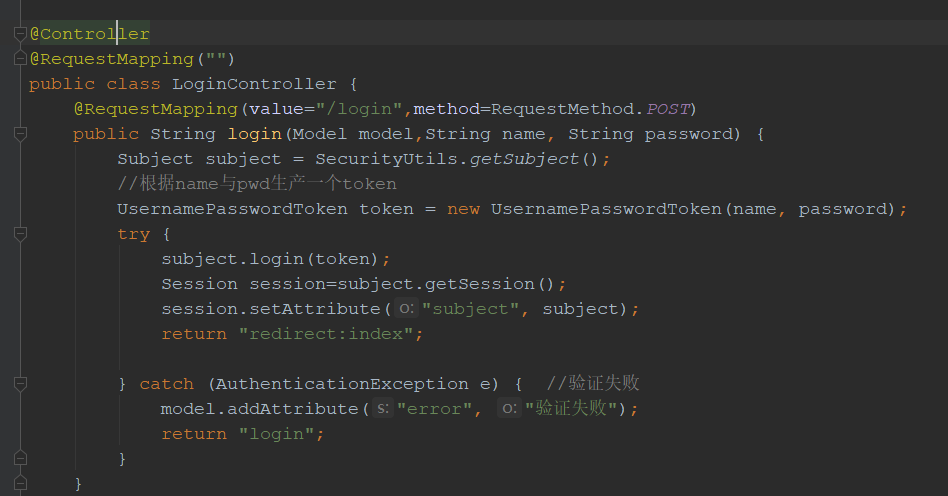 @Controller
@RequestMapping("")
public class LoginController {
    @RequestMapping(value="/login",method=RequestMethod.POST)
    public String login(Model model,String name, String password) {
        Subject subject = SecurityUtils.getSubject();
        //根据name与pwd生产一个token
        UsernamePasswordToken token = new UsernamePasswordToken(name, password);
        try {
            subject.login(token);
            Session session=subject.getSession();
            session.setAttribute( o: "subject", subject);
            return "redirect:index";
        } catch (AuthenticationException e) {  //验证失败
            model.addAttribute( s: "error", o: "验证失败");
            return "login";
        }
    }